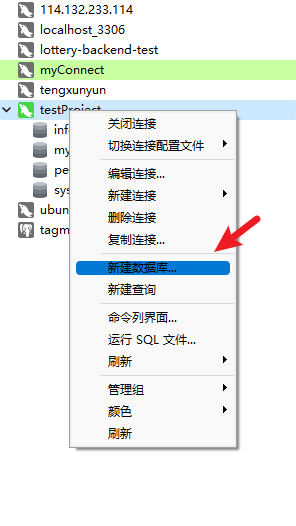 114.132.233.114
localhost_3306
lottery-backend-test
myConnect
tengxunyun
testProject
关闭连接
切换连接配置文件
编辑连接...
新建连接
删除连接
复制连接...
新建数据库...
新建查询
命令列界面...
运行 SQL 文件...
刷新
管理组
颜色
刷新
inf
my
pe
sys
ubun
tagm